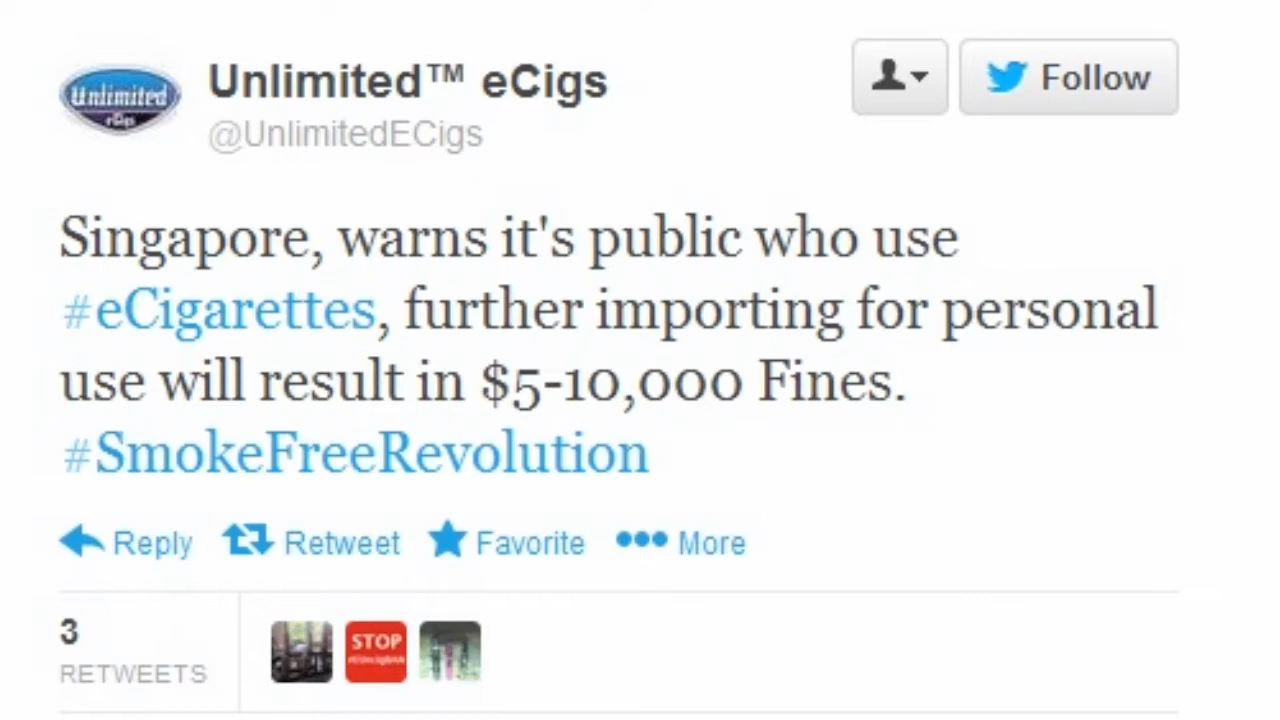 Unlimited
eCigs
Unlimited™ eCigs
@UnlimitedECigs
Follow
Singapore, warns it's public who use
#eCigarettes, further importing for personal
use will result in $5-10,000 Fines.
#SmokeFreeRevolution
Reply Retweet Favorite More
3
RETWEETS
STOP